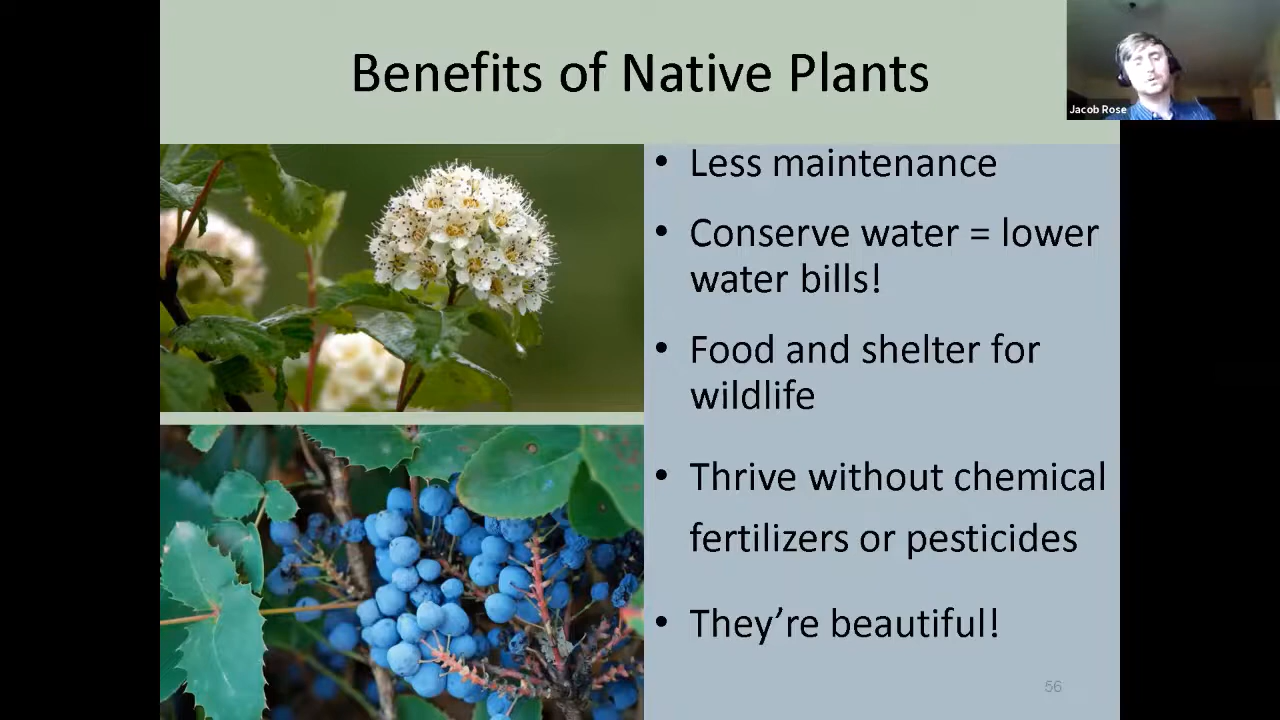 Benefits of Native Plants
Jacob Rose
• Less maintenance
• Conserve water = lower
water bills!
• Food and shelter for
wildlife
• Thrive without chemical
fertilizers or pesticides
• They’re beautiful!
56